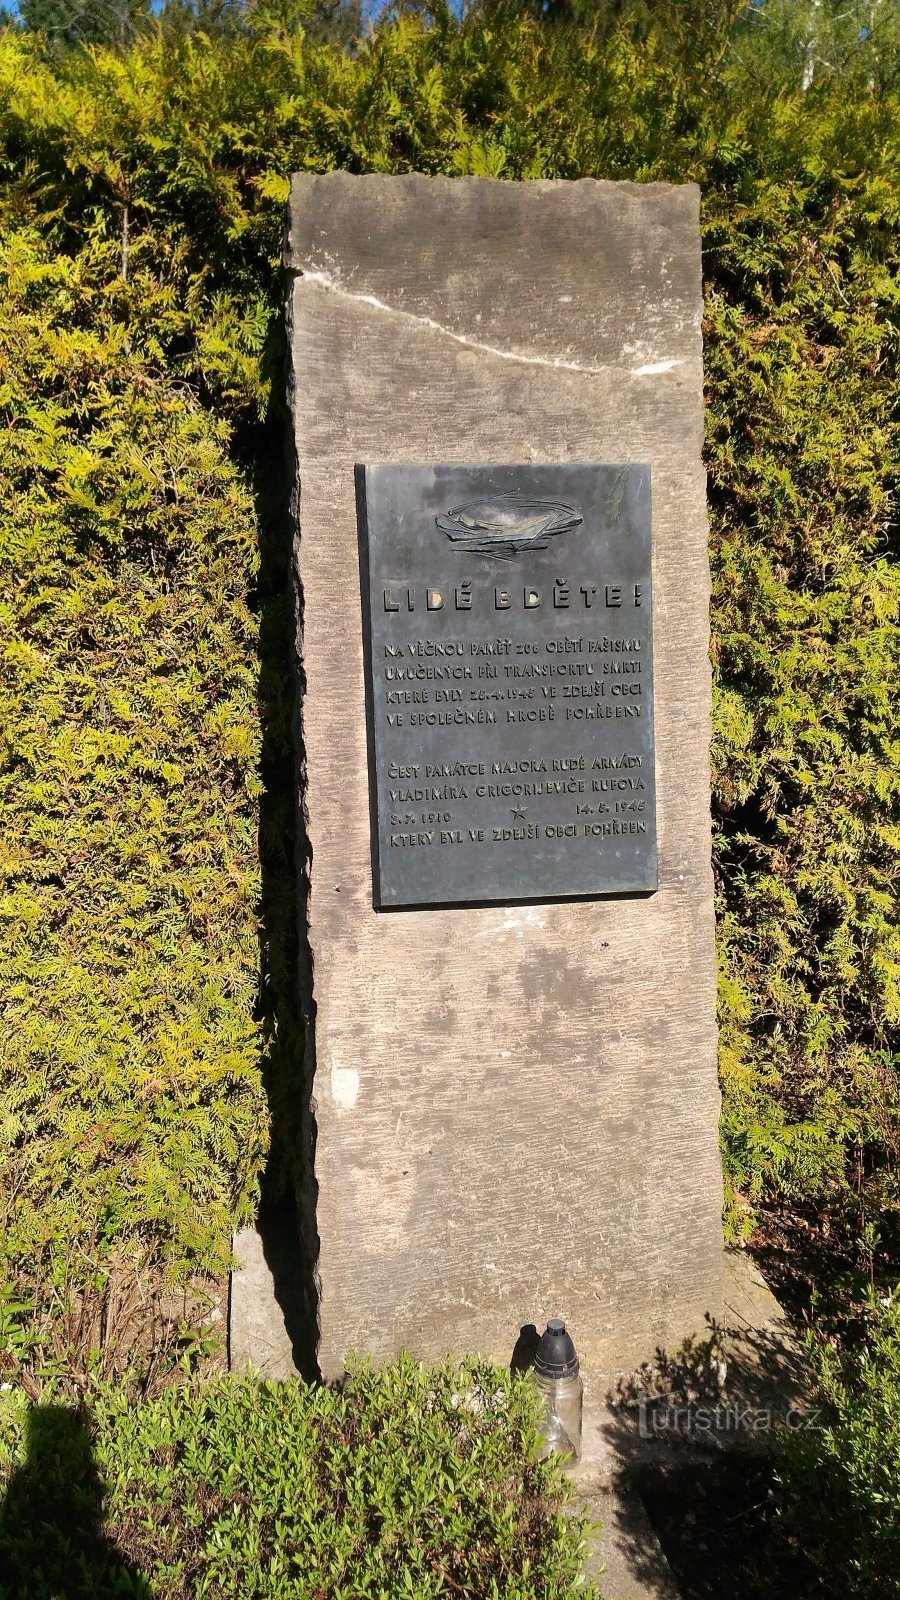 LIDÉ BDĚTE!
NA VĚČNOU PAMĚŤ 206 OBĚTÍ FAŠISMU
UMUČENÝCH PŘI TRANSPORTU SMRTI
KTERÉ BYLY 25.4.1945 VE ZDEJŠÍ OBCI
VE SPOLEČNÉM HROBĚ POHŘBENY
ČEST PAMÁTCE MAJORA RUDÉ ARMÁDY
VLADIMÍRA GRIGORIJEVIČE RUFOVA
3.7.1910 14.5.1945
KTERÝ BYL VE ZDEJŠÍ OBCI POHŘBEN
Turistika.cz